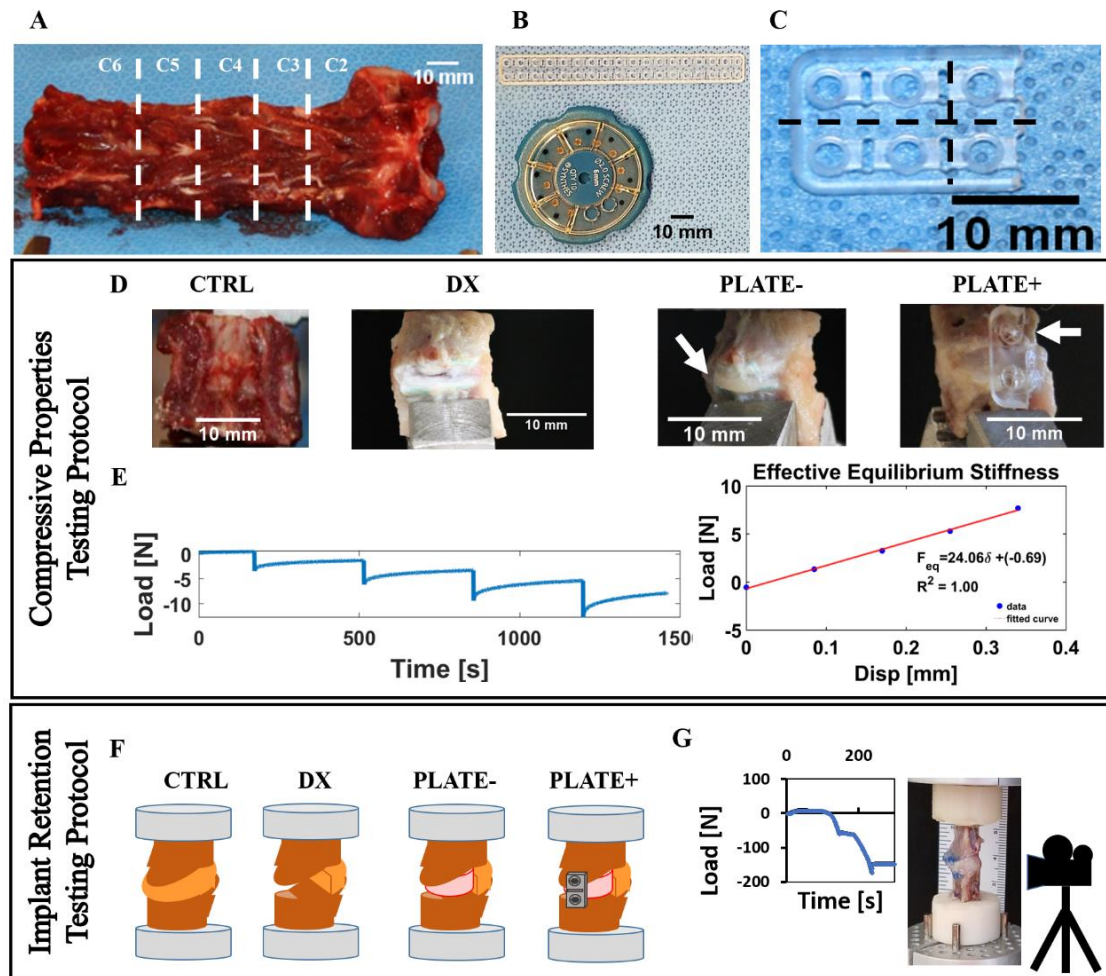 A
C6
C5
C4
C3
C2
10 mm
B
10 mm
C
10 mm
Compressive Properties
Testing Protocol
D
CTRL
DX
PLATE-
PLATE+
10 mm
10 mm
10 mm
10 mm
E
Load [N]
0
-5
-10
0
500
1000
1500
Time [s]
Effective Equilibrium Stiffness
Load [N]
10
5
0
-5
F_eq=24.06δ +(-0.69)
R² = 1.00
data
fitted curve
0
0.1
0.2
0.3
0.4
Disp [mm]
Implant Retention
Testing Protocol
F
CTRL
DX
PLATE-
PLATE+
G
0
200
Load [N]
100
0
-100
-200
Time [s]